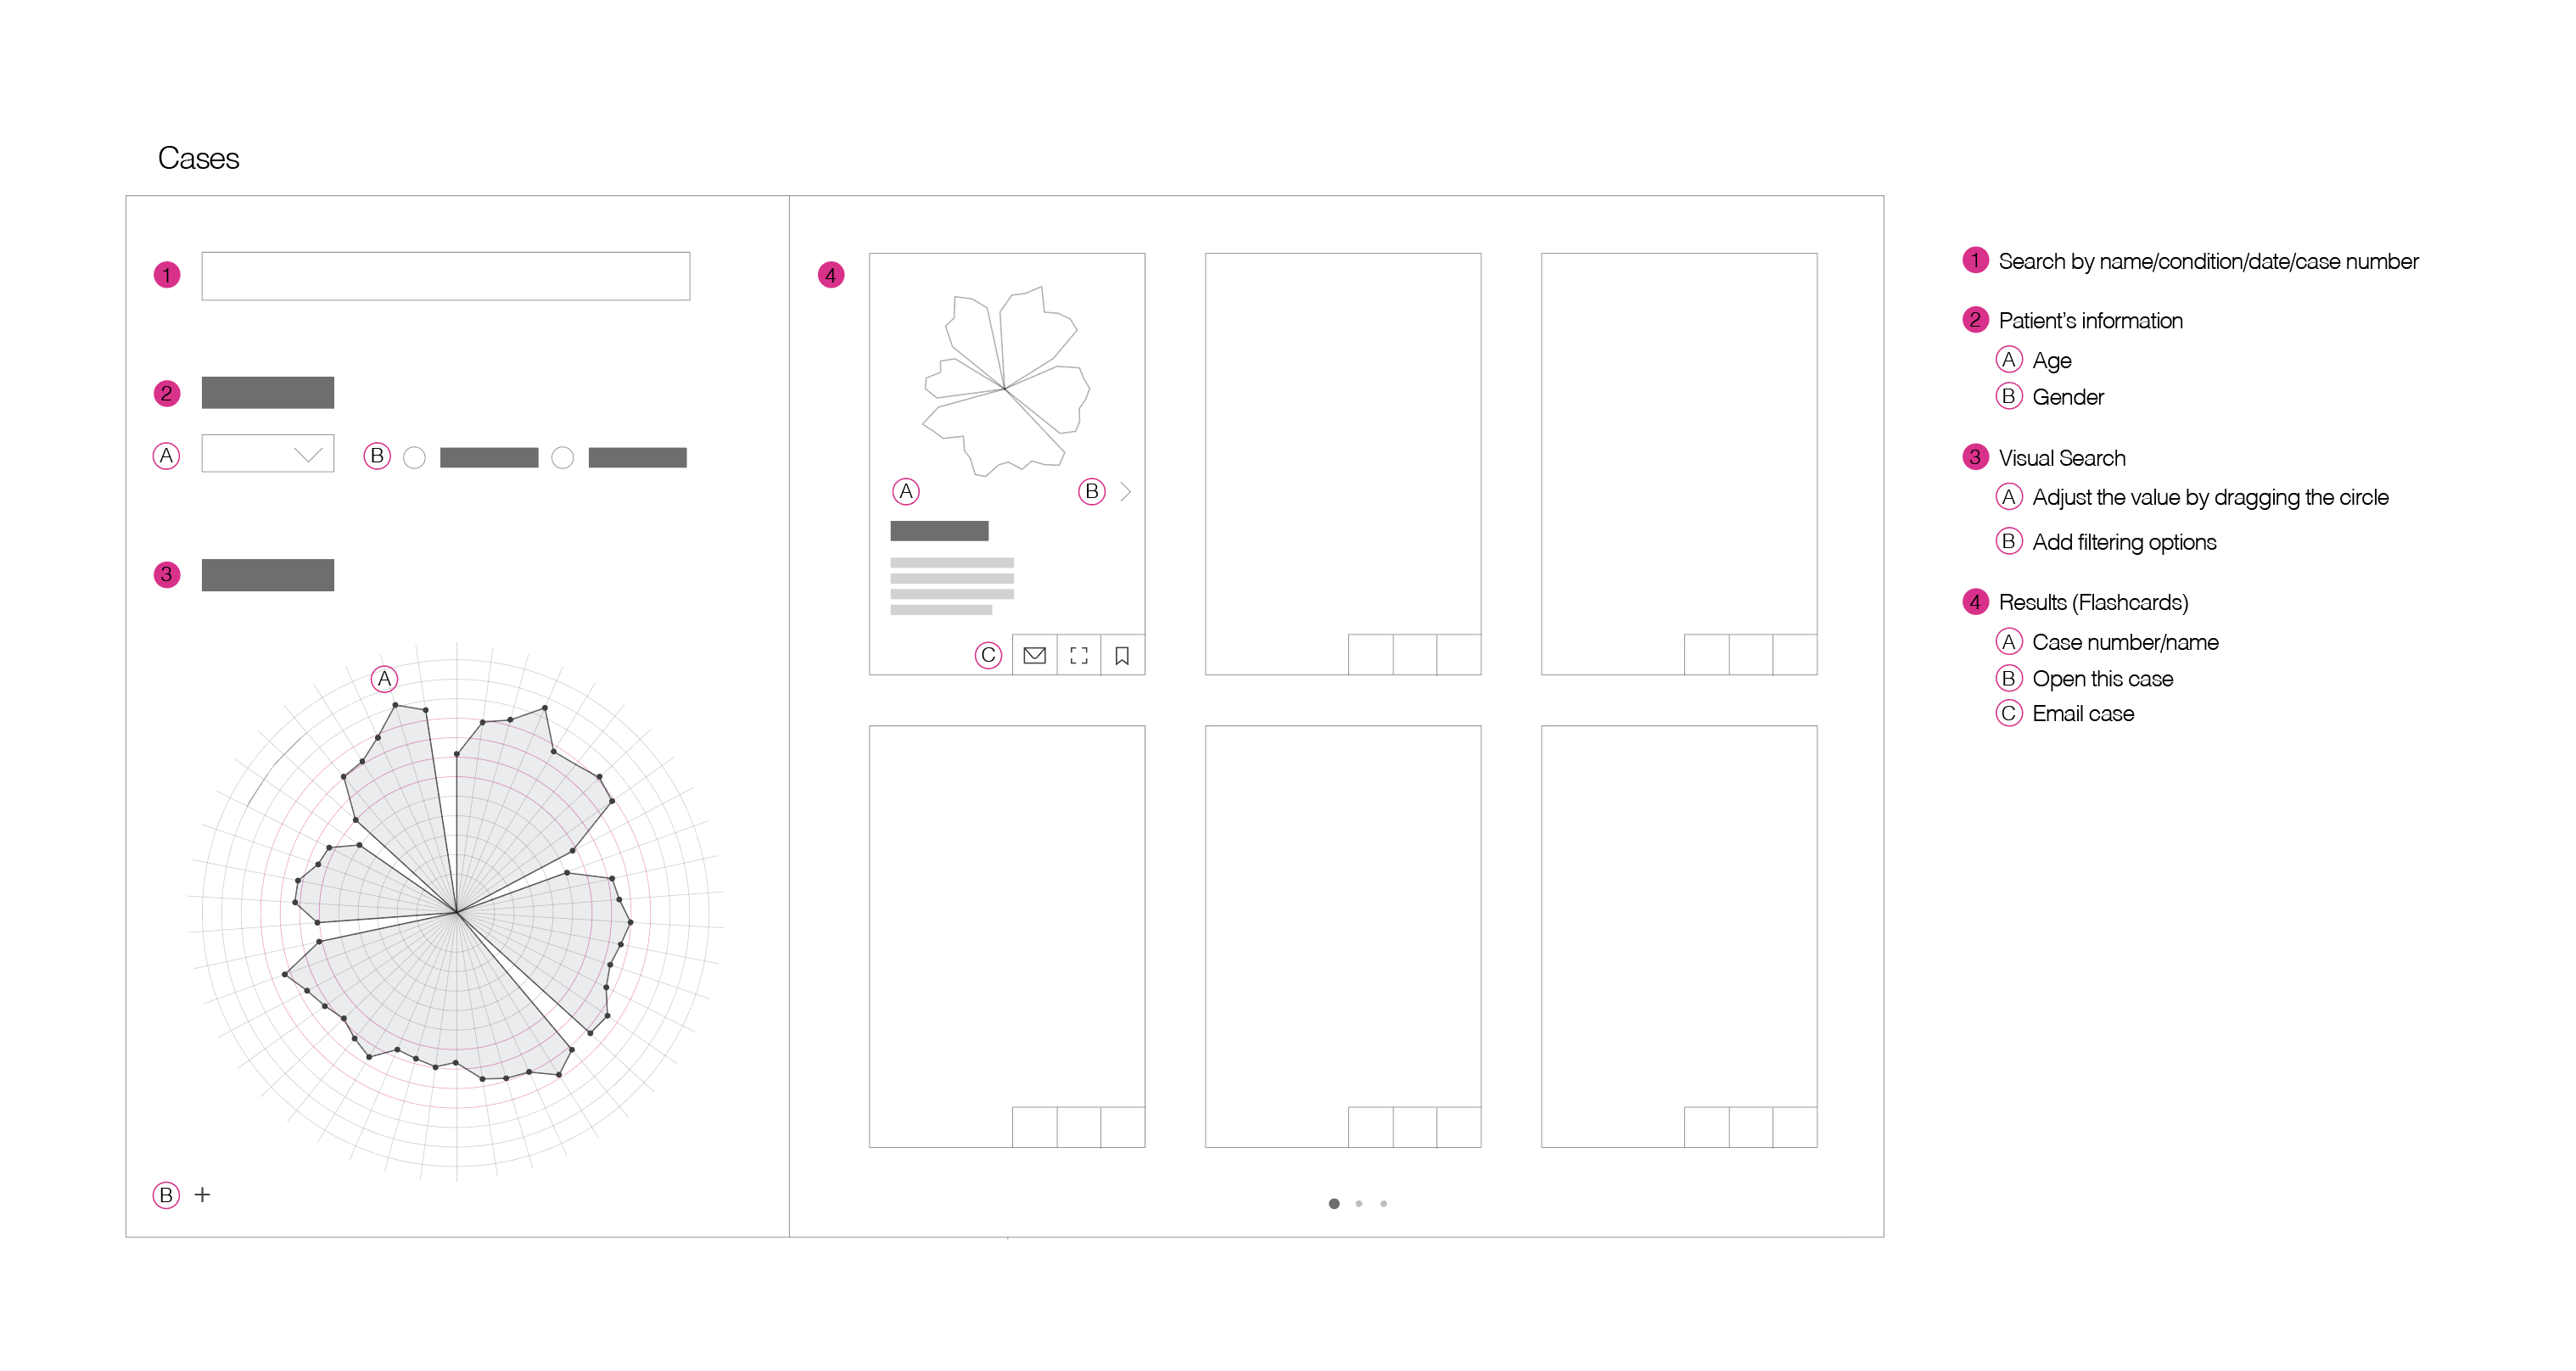 Cases
1
2
A
B
3
A
B +
4
A
B
C
1 Search by name/condition/date/case number
2 Patient's information
A Age
B Gender
3 Visual Search
A Adjust the value by dragging the circle
B Add filtering options
4 Results (Flashcards)
A Case number/name
B Open this case
C Email case